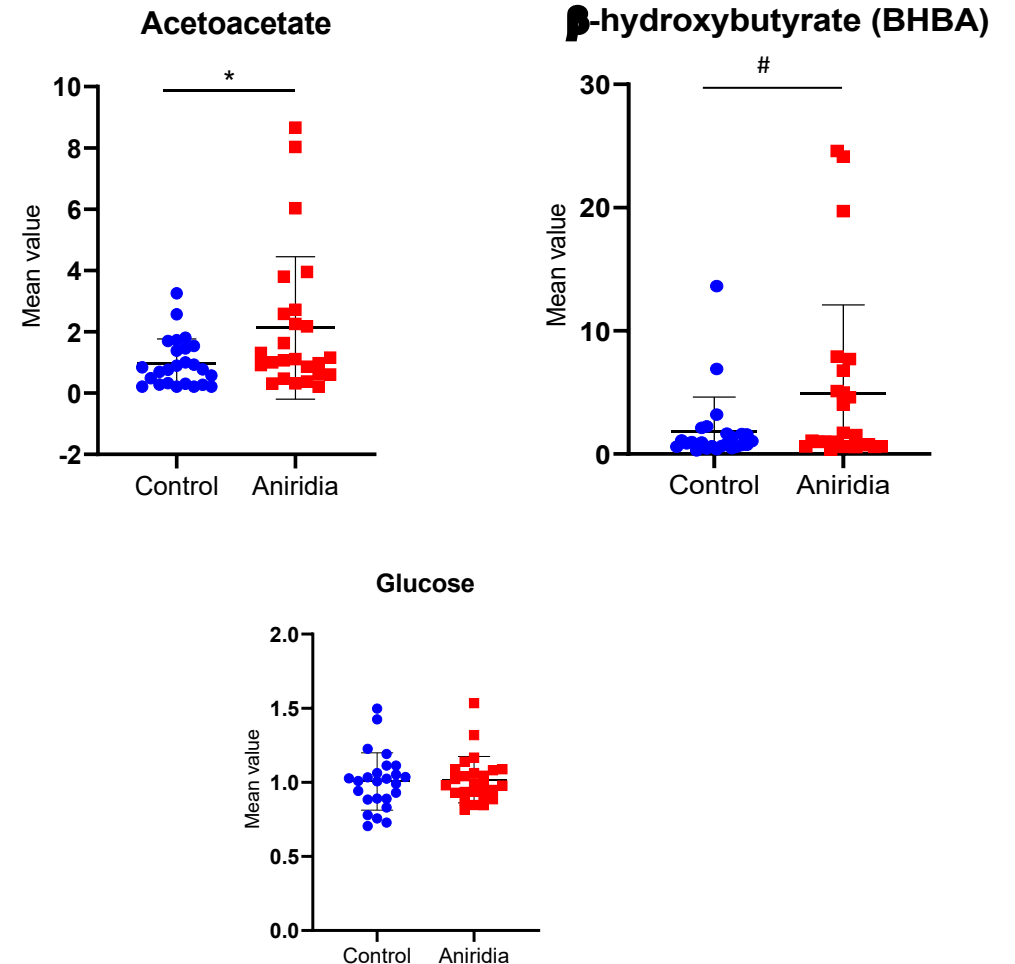 Acetoacetate
*
10
8
6
4
2
0
-2
Mean value
Control Aniridia
β-hydroxybutyrate (BHBA)
#
30
20
10
0
Mean value
Control Aniridia
Glucose
2.0
1.5
1.0
0.5
0.0
Mean value
Control Aniridia